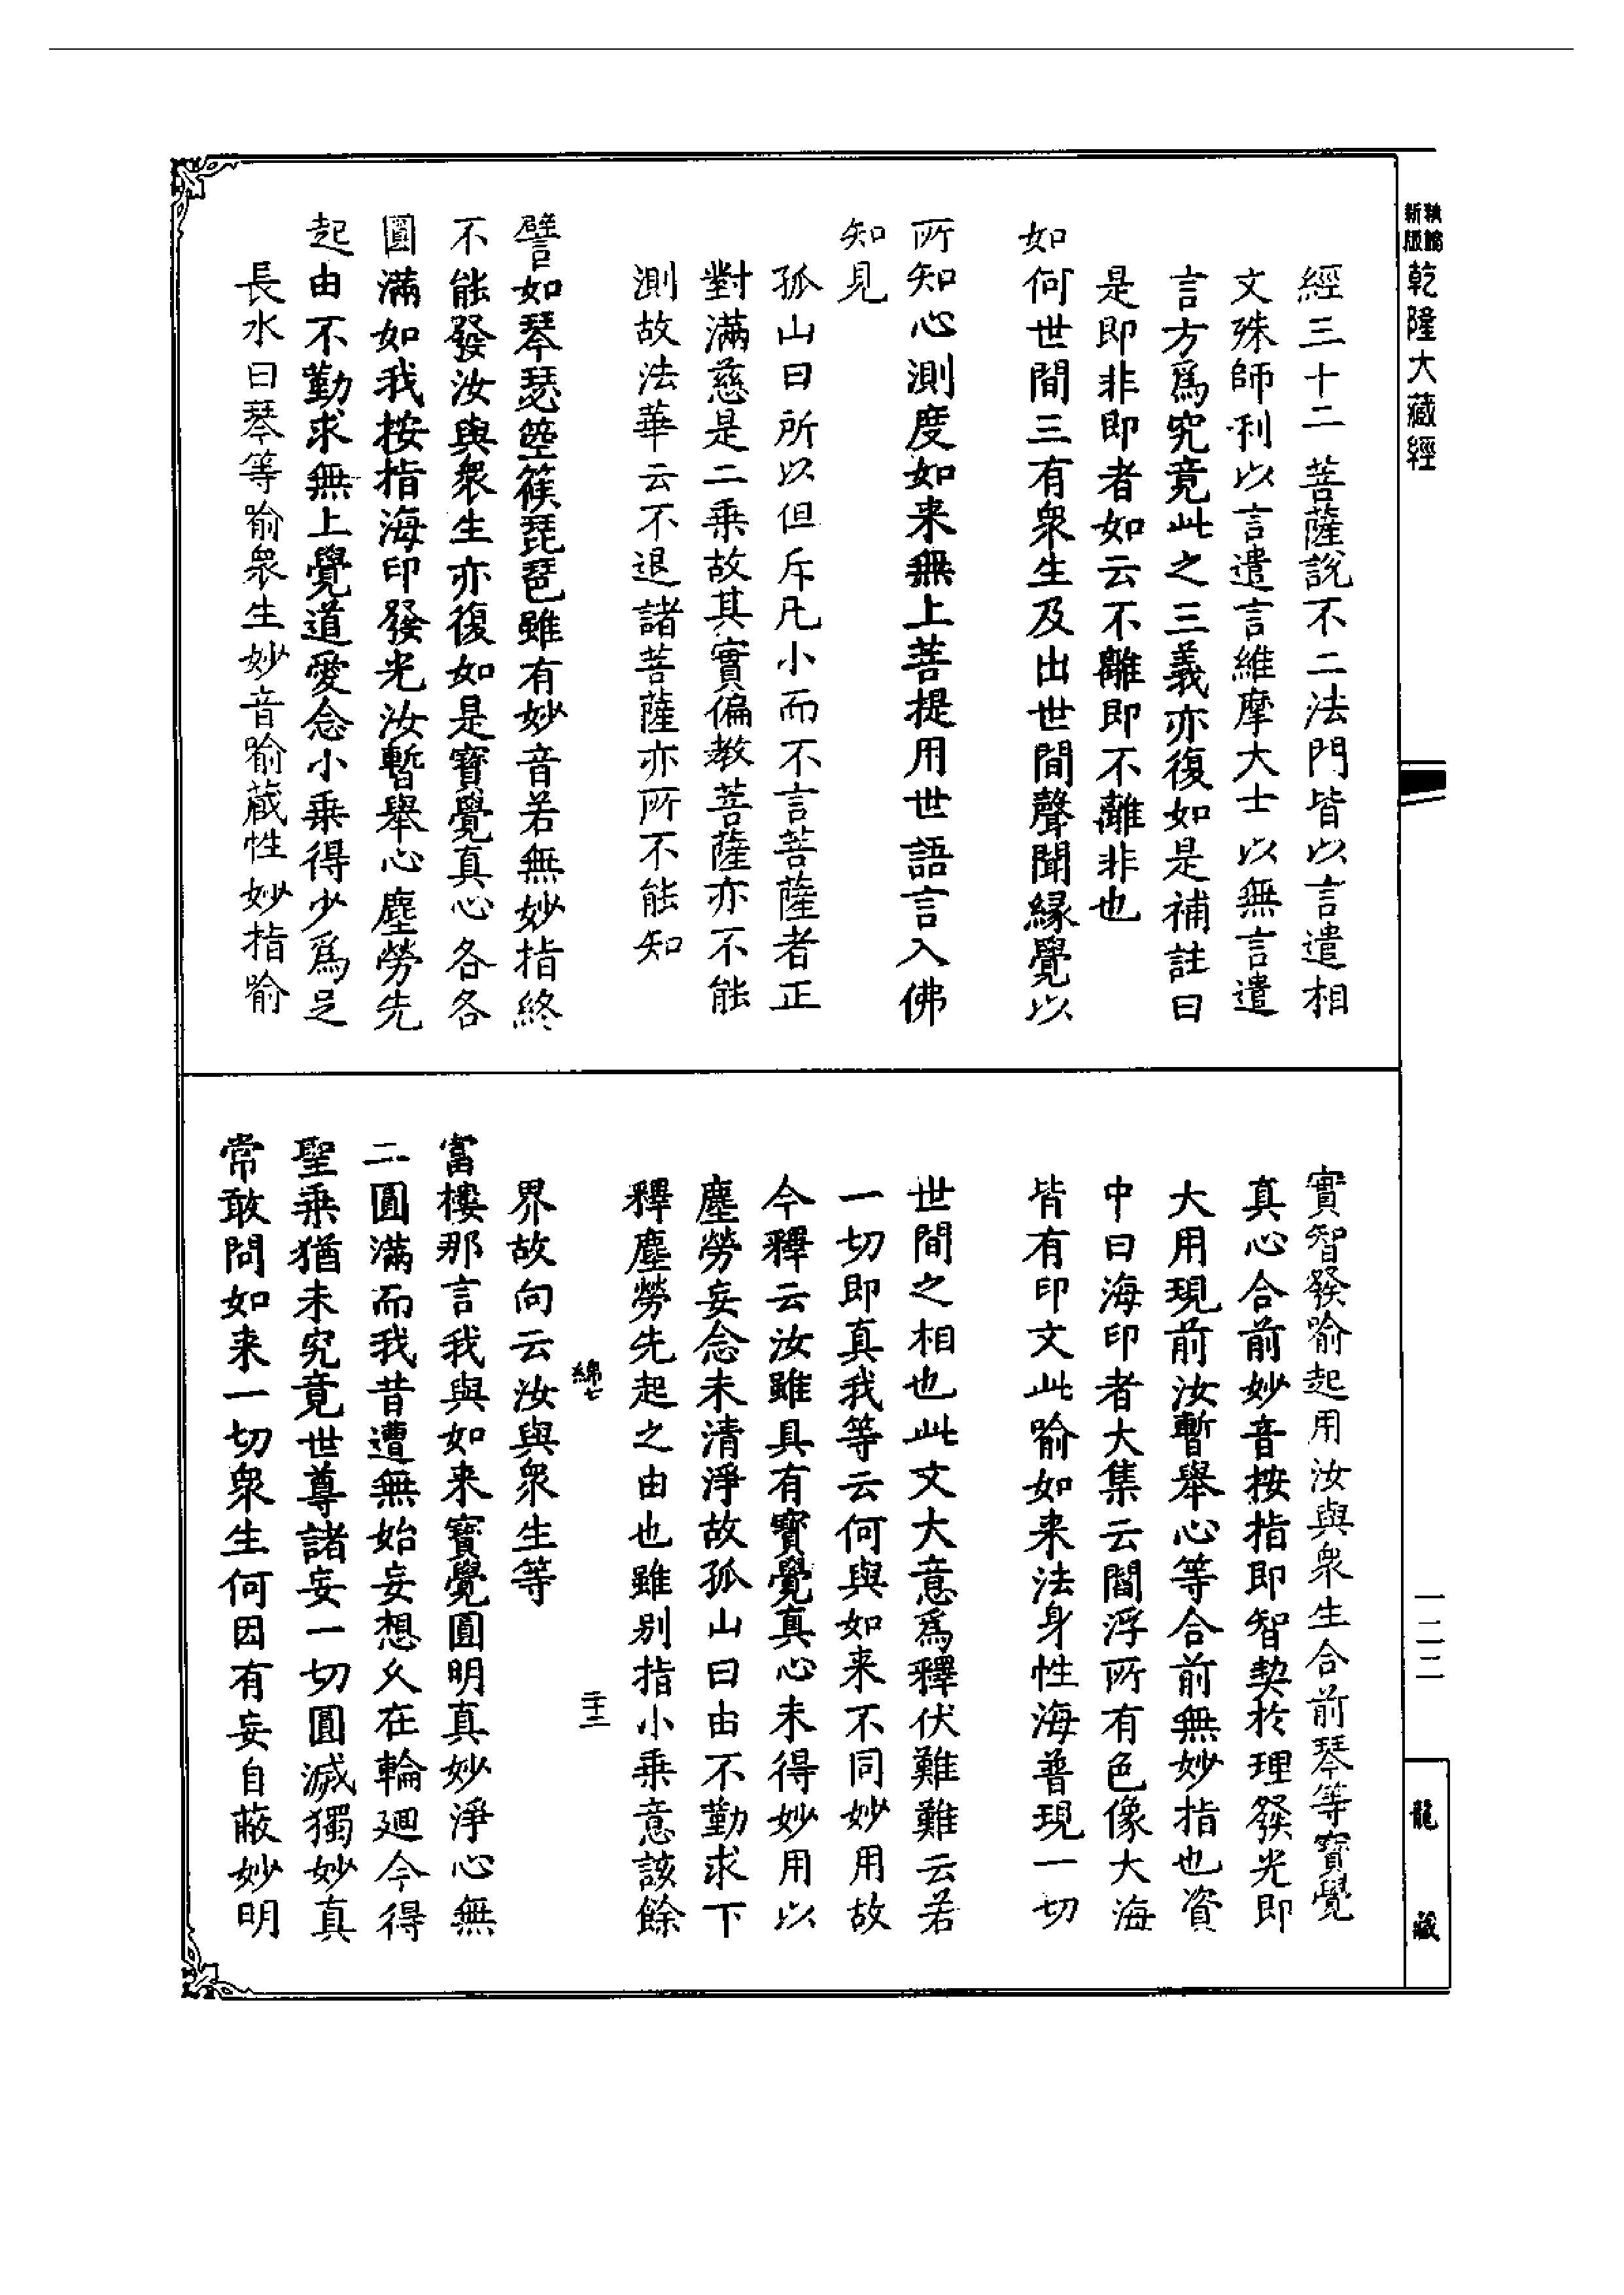 新編
縮版
乾隆大藏經
經三十二菩薩說不二法門皆以言遣相
文殊師利以言遣言維摩大士以無言遣
言方爲究竟此之三義亦復如是補註曰
是即非即者如云不離即不離非也
如何世間三有衆生及出世間聲聞緣覺以
所知心測度如来無上菩提用世語言入佛
知見
孤山曰所以但斥凡小而不言菩薩者正
對滿慈是二乗故其實偏教菩薩亦不能
測故法華云不退諸菩薩亦所不能知
譬如琴瑟箜篌琵琶雖有妙音若無妙指終
不能發汝與衆生亦復如是寶覺真心各各
圓滿如我按指海印發光汝暫舉心塵勞先
起由不勤求無上覺道愛念小乗得少爲足
長水曰琴等喻衆生妙音喻蔵性妙指喻
實智發喻起用汝與衆生合前琴等寶覺
真心合前妙音按指即智契於理發光即
大用現前汝暫舉心等合前無妙指也資
中曰海印者大集云閻浮所有色像大海
皆有印文此喻如来法身性海普現一切
世間之相也此文大意爲釋伏難難云若
一切即真我等云何與如来不同妙用故
今釋云汝雖具有寶覺真心未得妙用以
塵勞妄念未清淨故孤山曰由不勤求下
釋塵勞先起之由也雖别指小乗意該餘
綿七
二十二
界故向云汝與衆生等
富樓那言我與如来寶覺圓明真妙淨心無
二圓滿而我昔遭無始妄想久在輪廻今得
聖乗猶未究竟世尊諸妄一切圓滅獨妙真
常敢問如来一切衆生何因有妄自蔽妙明
一二二
龍藏